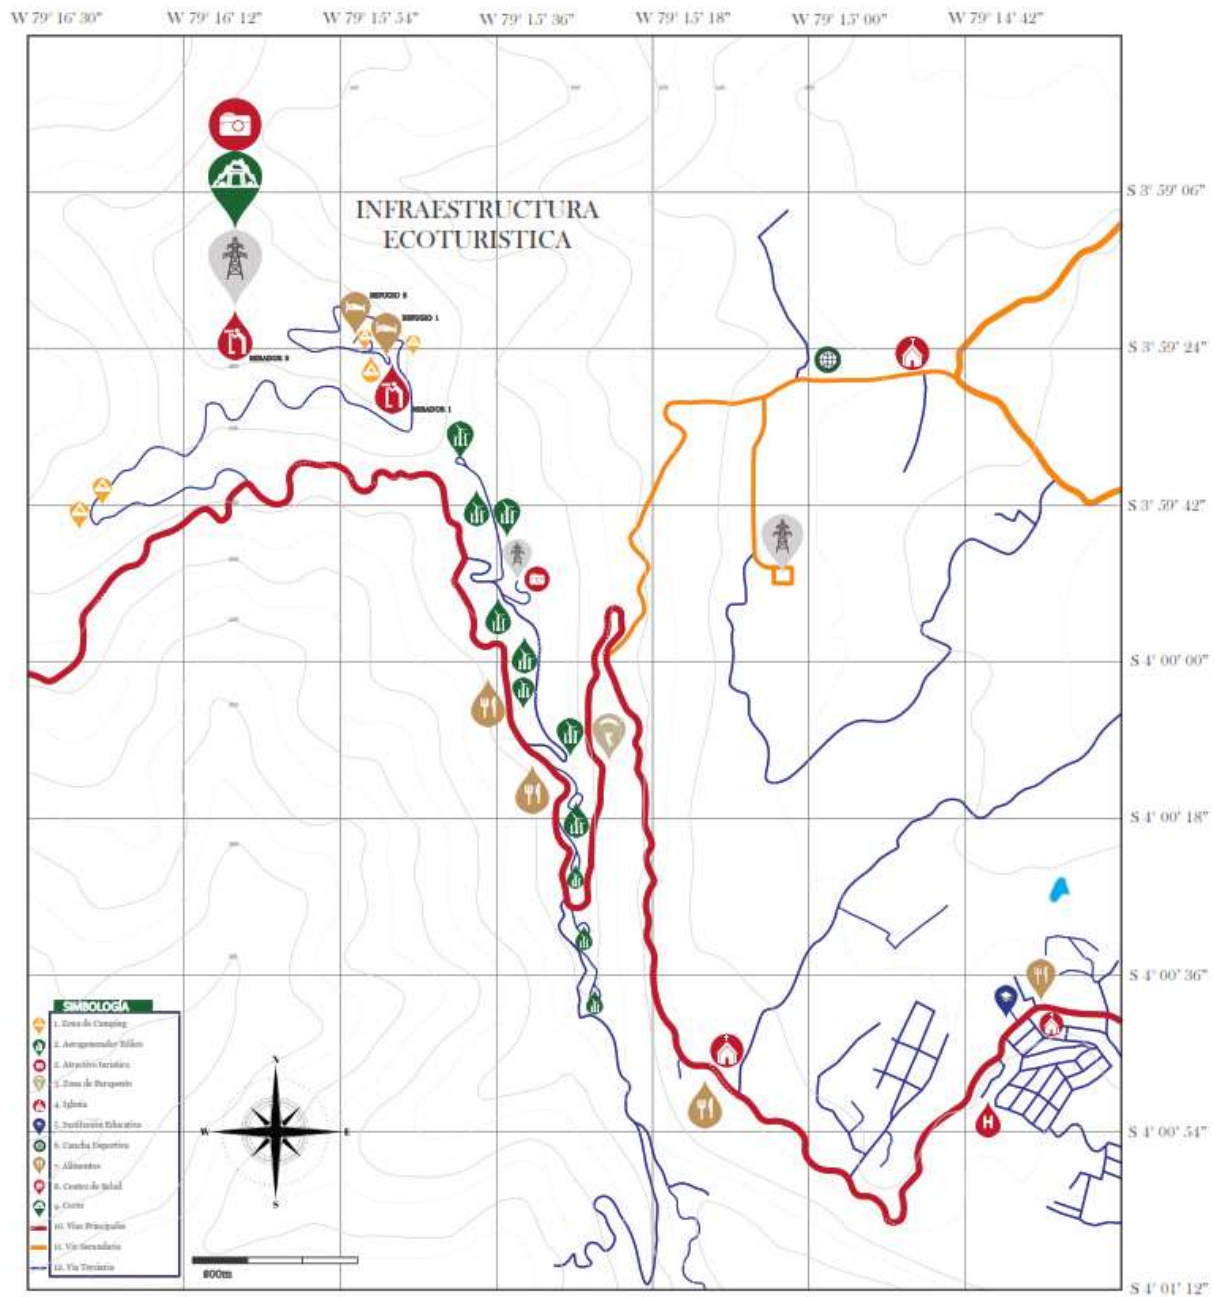 W 79° 16' 30" W 79° 16' 12" W 79° 15' 54" W 79° 15' 36" W 79° 15' 18" W 79° 15' 00" W 79° 14' 42"
S 3° 59' 06"
INFRAESTRUCTURA
ECOTURISTICA
REFUGIO 2
REFUGIO 1
S 3° 59' 24"
MIRADOR 2
MIRADOR 1
S 3° 59' 42"
S 4° 00' 00"
S 4° 00' 18"
S 4° 00' 36"
SIMBOLOGÍA
1. Zona de Camping
2. Aerogenerador Eólico
2. Atractivo turístico
3. Zona de Parapente
4. Iglesia
5. Institución Educativa
6. Cancha Deportiva
7. Alimentos
8. Centro de Salud
9. Cerro
10. Vías Principales
11. Vía Secundaria
12. Vía Terciaria
N
W E
S
H
S 4° 00' 54"
800m
S 4° 01' 12"